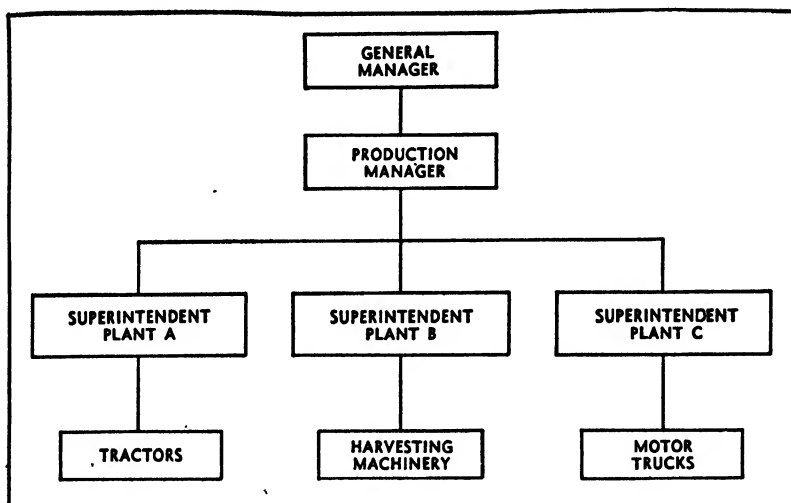 GENERAL
MANAGER
PRODUCTION
MANAGER
SUPERINTENDENT
PLANT A
SUPERINTENDENT
PLANT B
SUPERINTENDENT
PLANT C
TRACTORS
HARVESTING
MACHINERY
MOTOR
TRUCKS